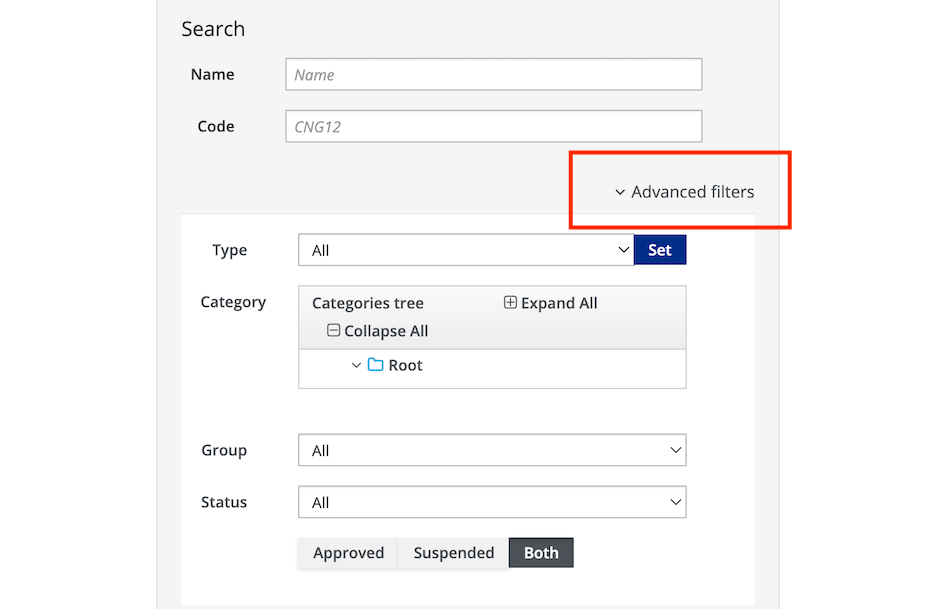 Search
Name Name
Code CNG12
Advanced filters
Type All Set
Category Categories tree Expand All
Collapse All
Root
Group All
Status All
Approved Suspended Both